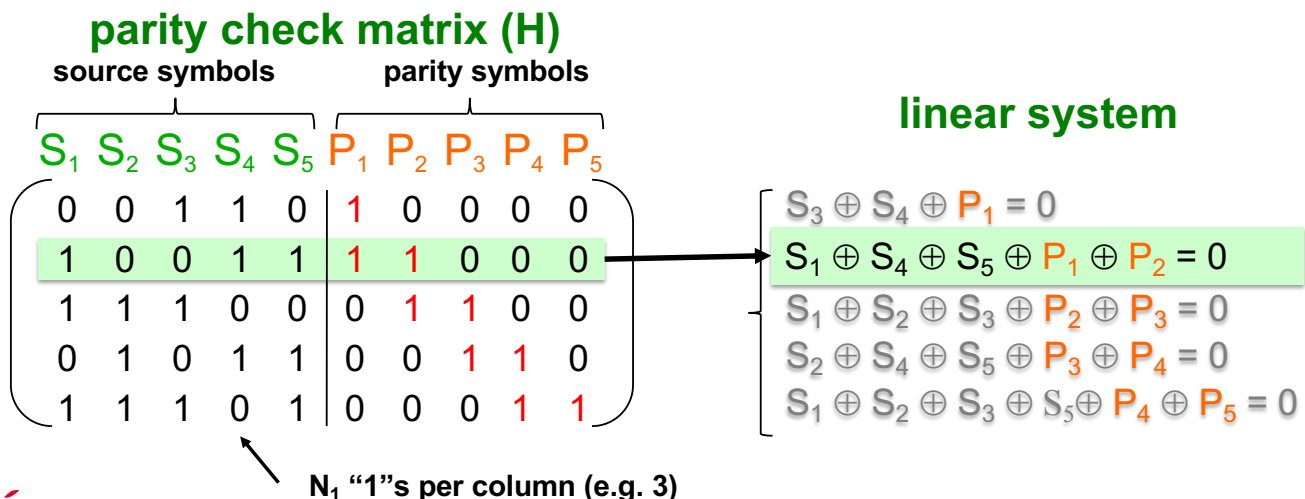 parity check matrix (H)
source symbols parity symbols
linear system
S₁ S₂ S₃ S₄ S₅ P₁ P₂ P₃ P₄ P₅
0 0 1 1 0 1 0 0 0 0
1 0 0 1 1 1 1 0 0 0
1 1 1 0 0 0 1 1 0 0
0 1 0 1 1 0 0 1 1 0
1 1 1 0 1 0 0 0 1 1
S₃ ⊕ S₄ ⊕ P₁ = 0
S₁ ⊕ S₄ ⊕ S₅ ⊕ P₁ ⊕ P₂ = 0
S₁ ⊕ S₂ ⊕ S₃ ⊕ P₂ ⊕ P₃ = 0
S₂ ⊕ S₄ ⊕ S₅ ⊕ P₃ ⊕ P₄ = 0
S₁ ⊕ S₂ ⊕ S₃ ⊕ S₅⊕ P₄ ⊕ P₅ = 0
N₁ “1”s per column (e.g. 3)